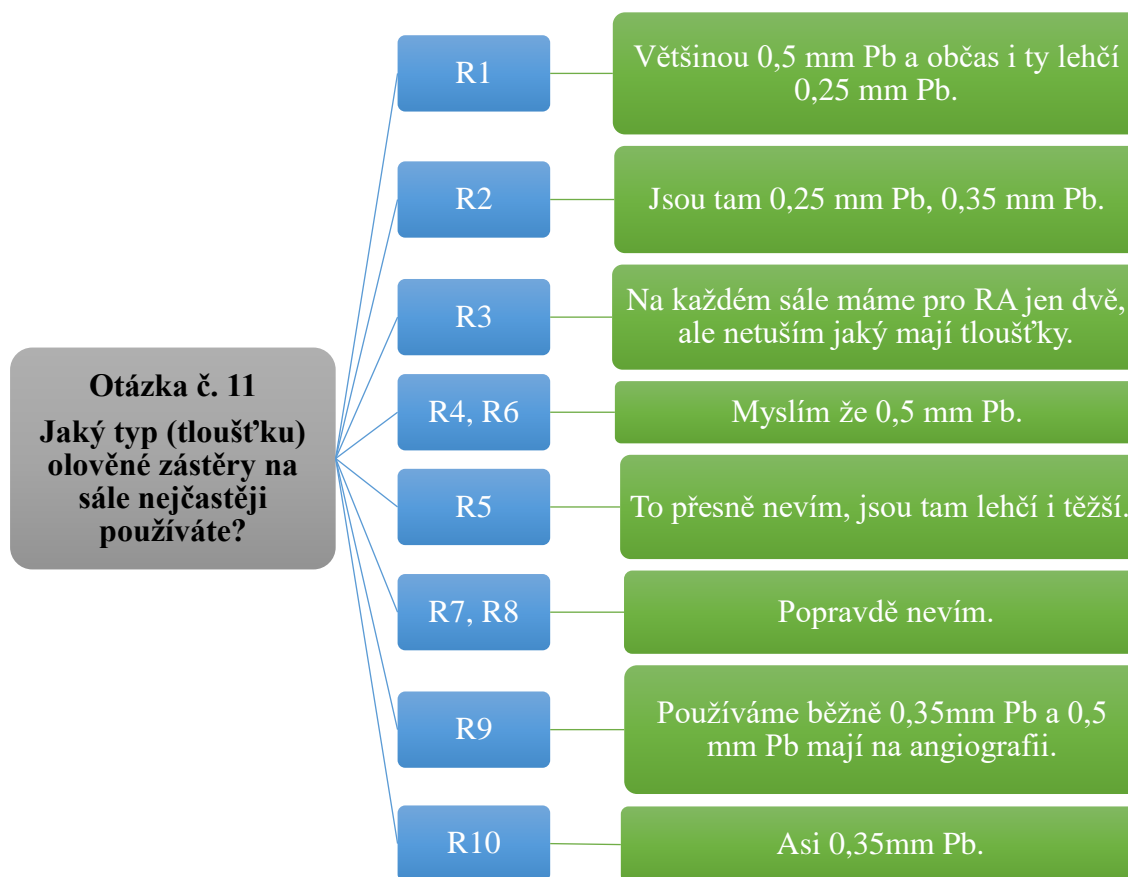 Otázka č. 11
Jaký typ (tloušťku)
olověné zástěry na
sále nejčastěji
používáte?
R1
Většinou 0,5 mm Pb a občas i ty lehčí
0,25 mm Pb.
R2
Jsou tam 0,25 mm Pb, 0,35 mm Pb.
R3
Na každém sále máme pro RA jen dvě,
ale netuším jaký mají tloušťky.
R4, R6
Myslím že 0,5 mm Pb.
R5
To přesně nevím, jsou tam lehčí i těžší.
R7, R8
Popravdě nevím.
R9
Používáme běžně 0,35mm Pb a 0,5
mm Pb mají na angiografii.
R10
Asi 0,35mm Pb.